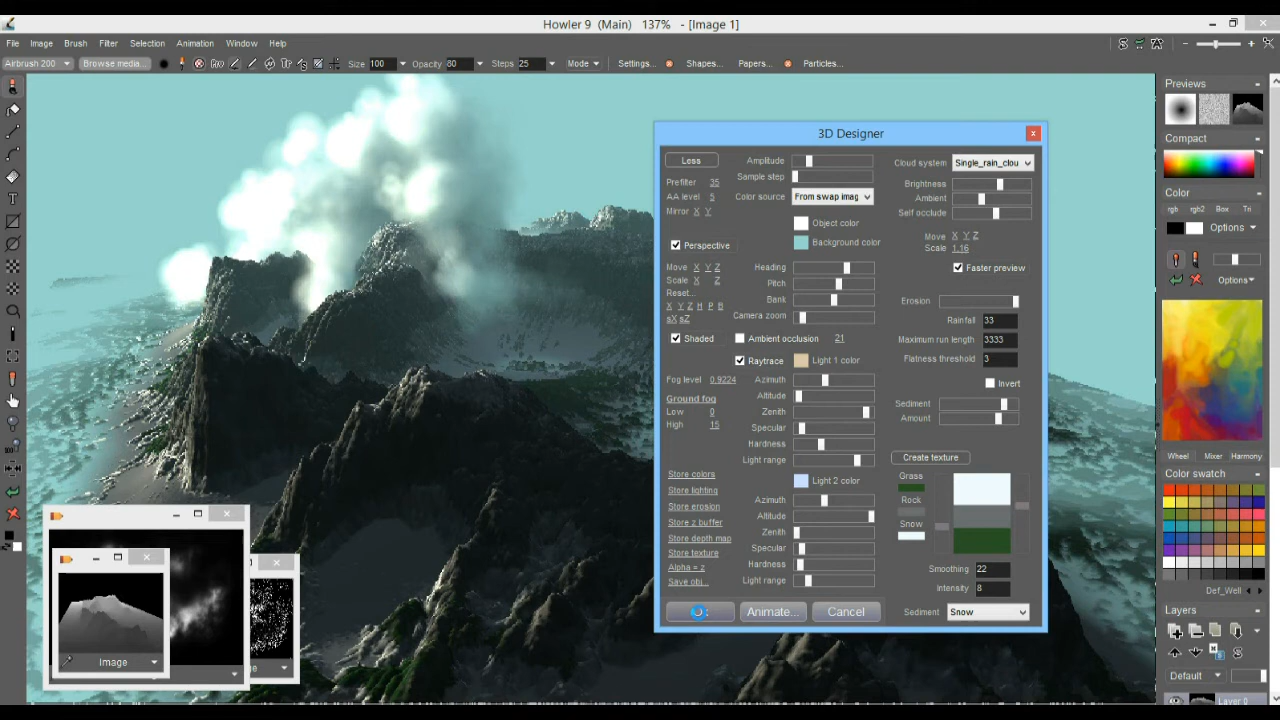 Howler 9 (Main) 137% - [Image 1]
File Image Brush Filter Selection Animation Window Help
Airbrush 200 Browse media... Size 100 Opacity 80 Steps 25 Mode Settings... Shapes... Papers... Particles...
Previews
Compact
Color
rgb rgb2 Box Tri
Options
Options
Wheel Mixer Harmony
Color swatch
Def_Well
Layers
Default
Layer 0
3D Designer
Less
Prefilter 35
AA level 5
Mirror X Y
Perspective
Move X Y Z
Scale X Z
Reset...
X Y Z H P B
sX sZ
Shaded
Fog level 0.9224
Ground fog
Low 0
High 15
Store colors
Store lighting
Store erosion
Store z buffer
Store depth map
Store texture
Alpha = z
Save obj...
Amplitude
Sample step
Color source From swap imag
Object color
Background color
Heading
Pitch
Bank
Camera zoom
Ambient occlusion 21
Raytrace Light 1 color
Azimuth
Altitude
Zenith
Specular
Hardness
Light range
Light 2 color
Azimuth
Altitude
Zenith
Specular
Hardness
Light range
Animate...
Cancel
Cloud system Single_rain_clou
Brightness
Ambient
Self occlude
Move X Y Z
Scale 1.16
Faster preview
Erosion
Rainfall 33
Maximum run length 3333
Flatness threshold 3
Invert
Sediment
Amount
Create texture
Grass
Rock
Snow
Smoothing 22
Intensity 8
Sediment Snow
Image